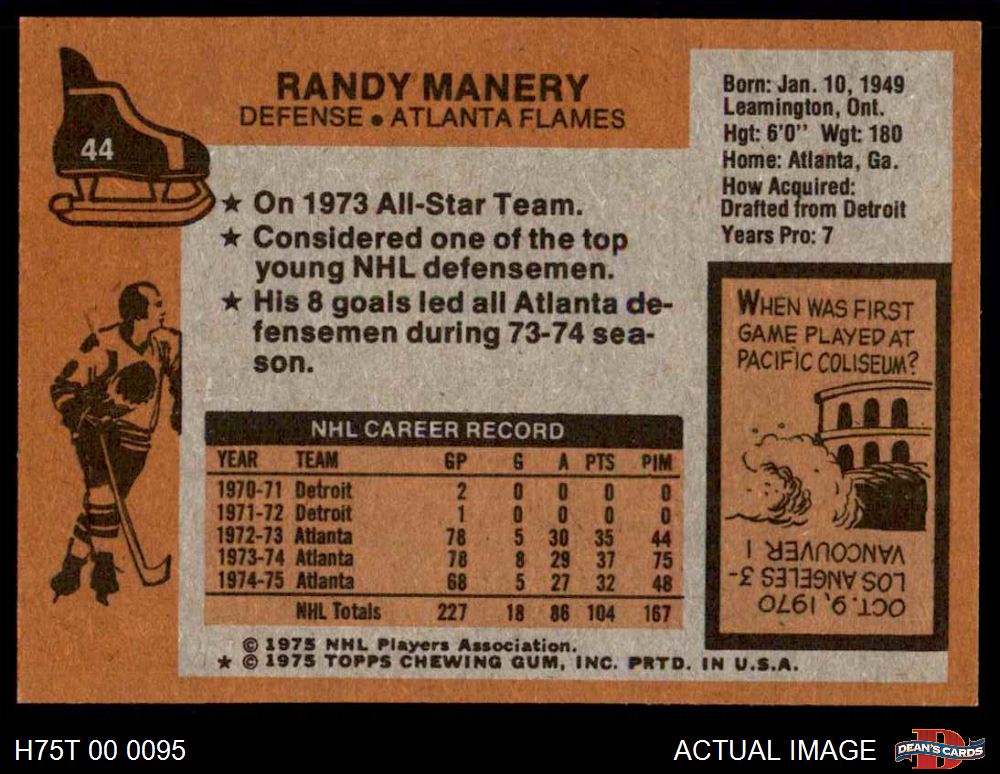 44
RANDY MANERY
DEFENSE • ATLANTA FLAMES
★ On 1973 All-Star Team.
★ Considered one of the top
young NHL defensemen.
★ His 8 goals led all Atlanta de-
fensemen during 73-74 sea-
son.
Born: Jan. 10, 1949
Leamington, Ont.
Hgt: 6'0" Wgt: 180
Home: Atlanta, Ga.
How Acquired:
Drafted from Detroit
Years Pro: 7
WHEN WAS FIRST
GAME PLAYED AT
PACIFIC COLISEUM?
OCT. 9, 1970
LOS ANGELES 3-
VANCOUVER 1
NHL CAREER RECORD
YEAR TEAM GP G A PTS PIM
1970-71 Detroit 2 0 0 0 0
1971-72 Detroit 1 0 0 0 0
1972-73 Atlanta 78 5 30 35 44
1973-74 Atlanta 78 8 29 37 75
1974-75 Atlanta 68 5 27 32 48
NHL Totals 227 18 86 104 167
© 1975 NHL Players Association.
★ © 1975 TOPPS CHEWING GUM, INC. PRTD. IN U.S.A.
H75T 00 0095
ACTUAL IMAGE
D
DEAN'S CARDS